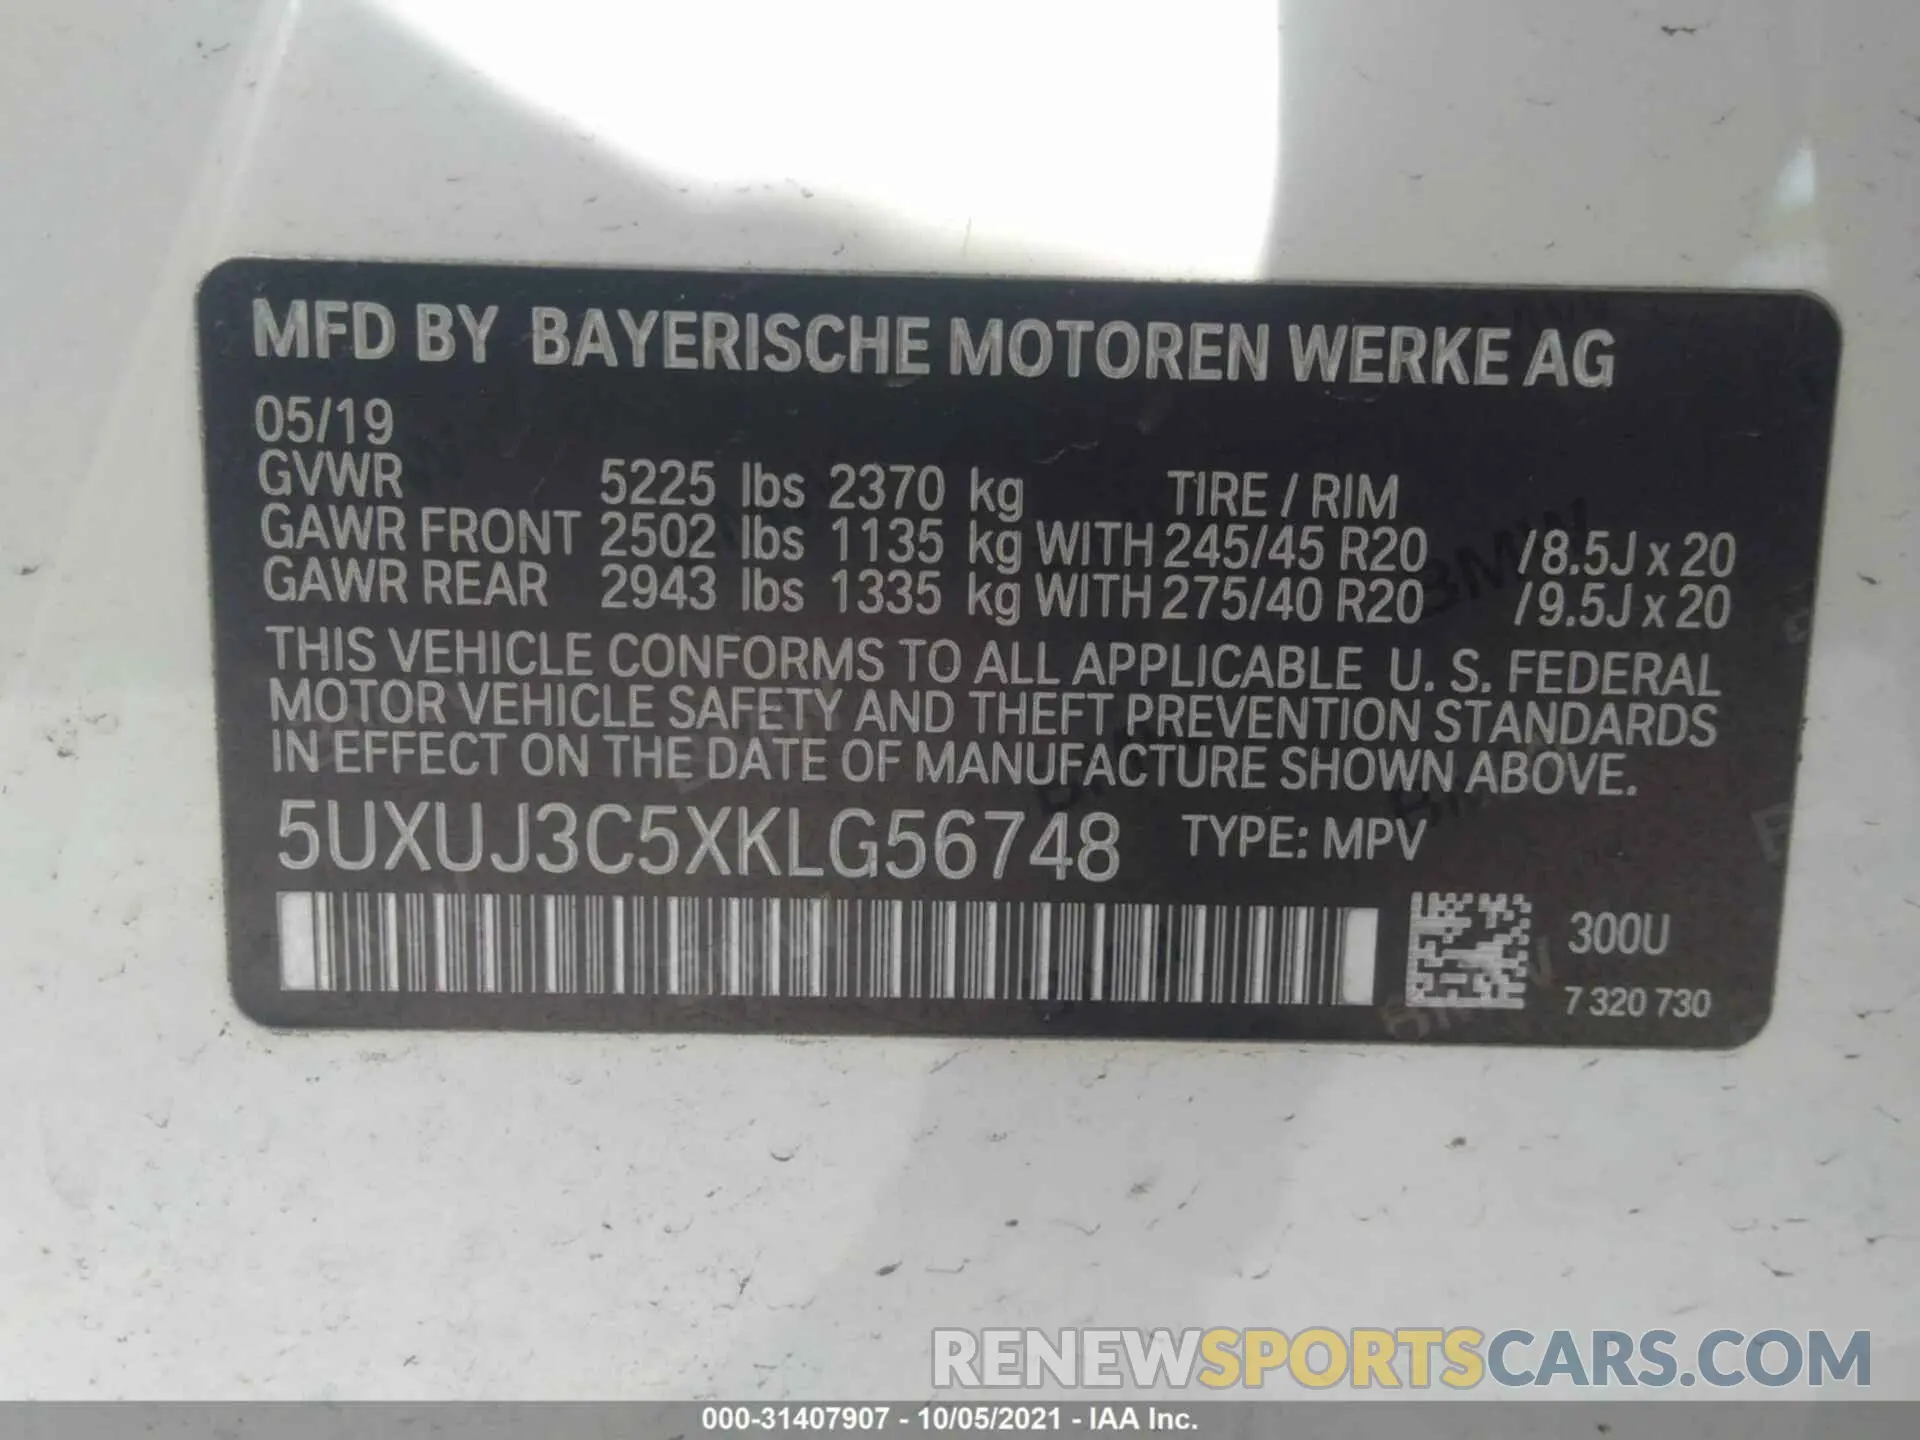 MFD BY BAYERISCHE MOTOREN WERKE AG
05/19
GVWR 5225 lbs 2370 kg TIRE / RIM
GAWR FRONT 2502 lbs 1135 kg WITH 245/45 R20 /8.5J x 20
GAWR REAR 2943 lbs 1335 kg WITH 275/40 R20 /9.5J x 20
THIS VEHICLE CONFORMS TO ALL APPLICABLE U. S. FEDERAL
MOTOR VEHICLE SAFETY AND THEFT PREVENTION STANDARDS
IN EFFECT ON THE DATE OF MANUFACTURE SHOWN ABOVE.
5UXUJ3C5XKLG56748 TYPE: MPV
300U
7 320 730
RENEWSPORTSCARS.COM
000-31407907 - 10/05/2021 - IAA Inc.